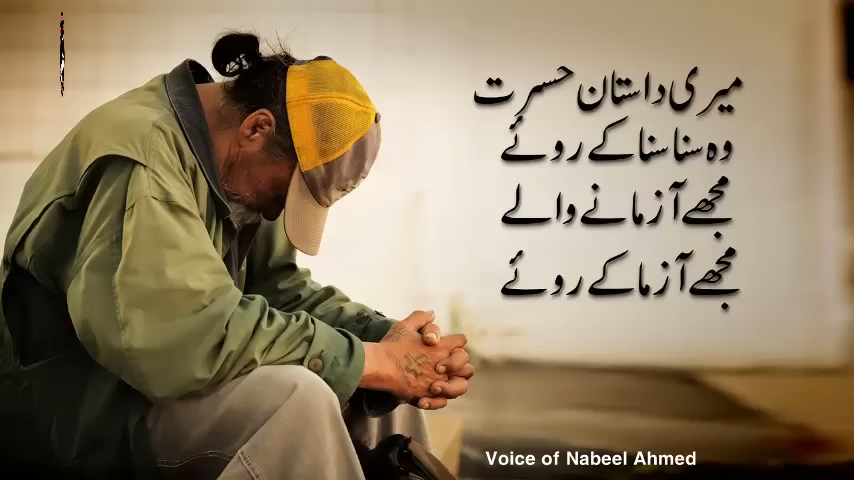 میری داستان حسرت
وہ سنا سنا کے روئے
مجھے آزمانے والے
مجھے آزما کے روئے
Voice of Nabeel Ahmed